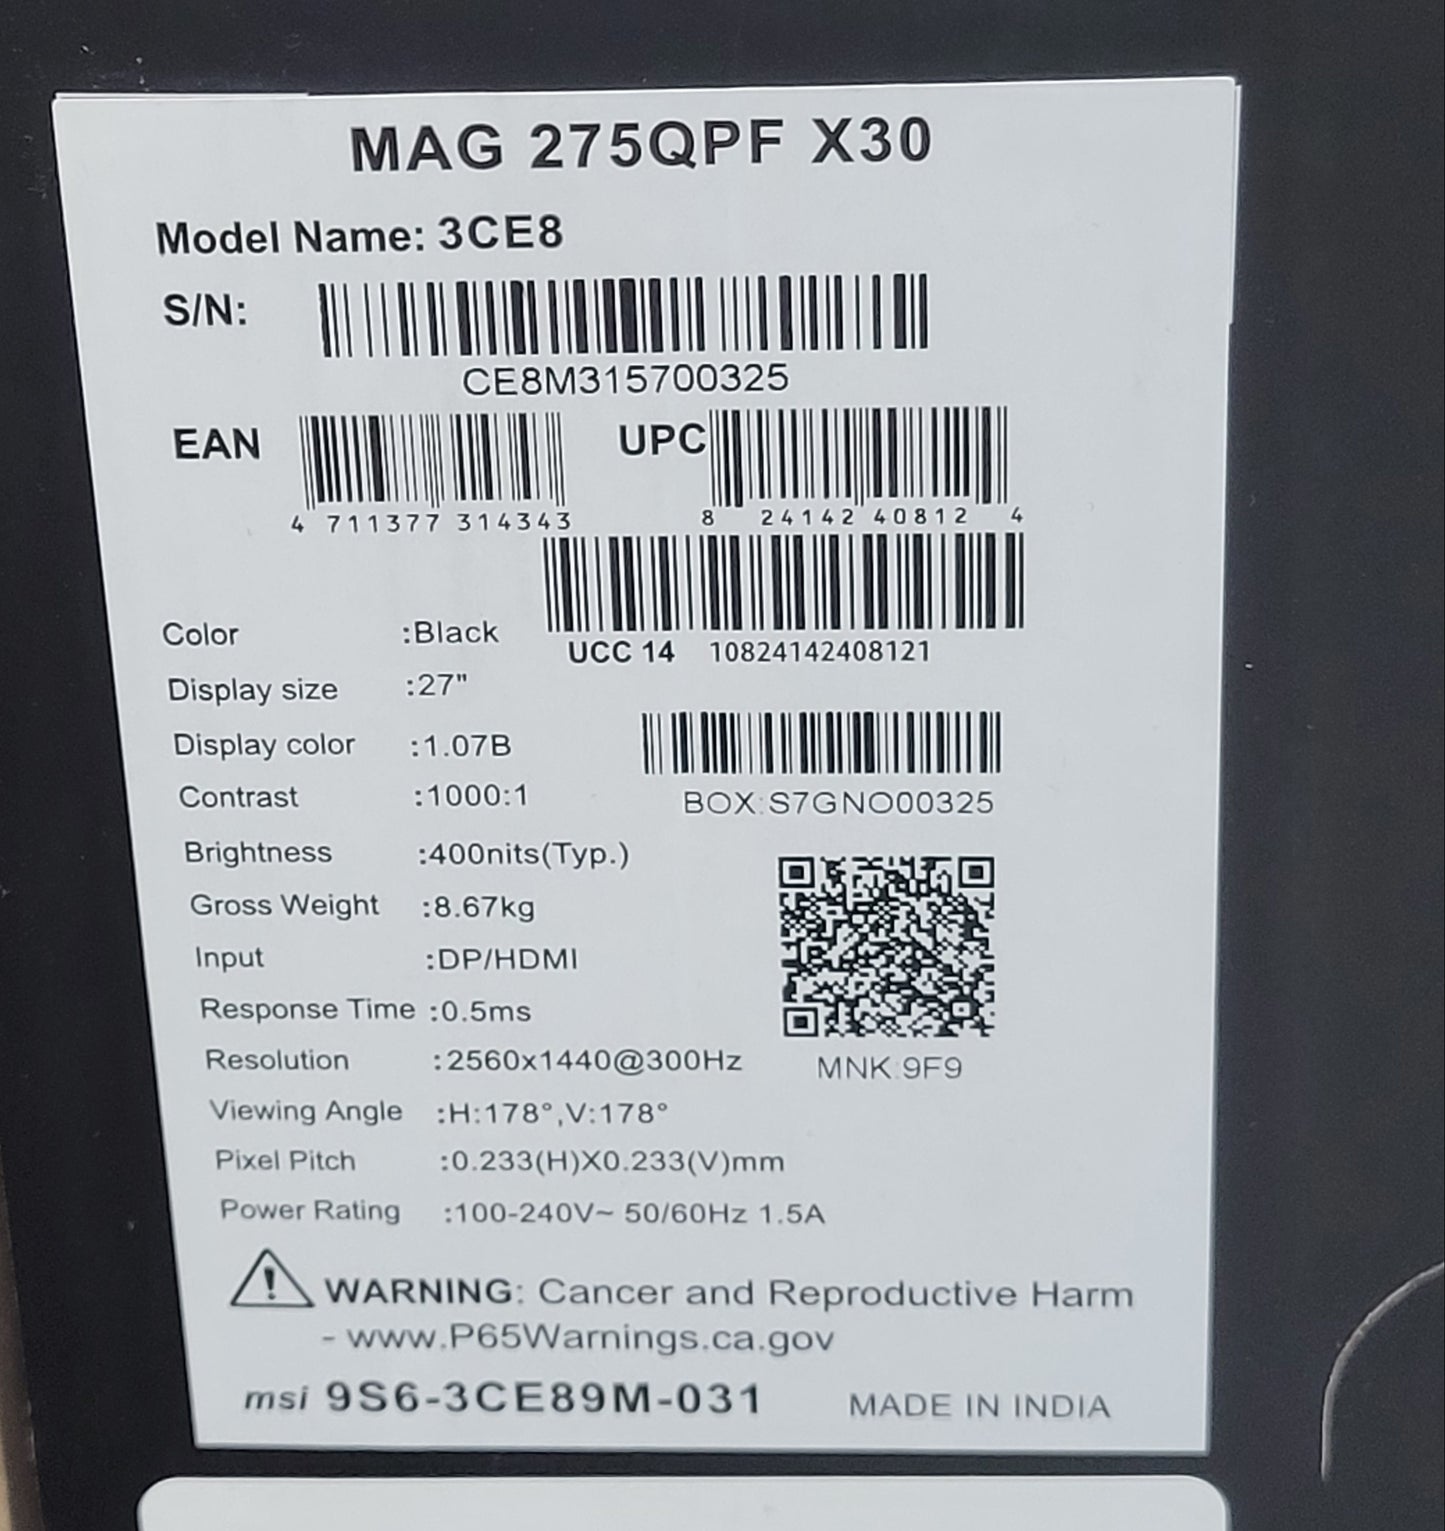 MAG 275QPF X30
Model Name: 3CE8
S/N:
CE8M315700325
EAN
4 711377 314343
UPC
8 24142 40812 4
UCC 14 10824142408121
Color :Black
Display size :27"
Display color :1.07B
Contrast :1000:1
BOX:S7GNO00325
Brightness :400nits(Typ.)
Gross Weight :8.67kg
Input :DP/HDMI
Response Time :0.5ms
Resolution :2560x1440@300Hz
MNK:9F9
Viewing Angle :H:178°,V:178°
Pixel Pitch :0.233(H)X0.233(V)mm
Power Rating :100-240V~ 50/60Hz 1.5A
WARNING: Cancer and Reproductive Harm
- www.P65Warnings.ca.gov
msi 9S6-3CE89M-031 MADE IN INDIA